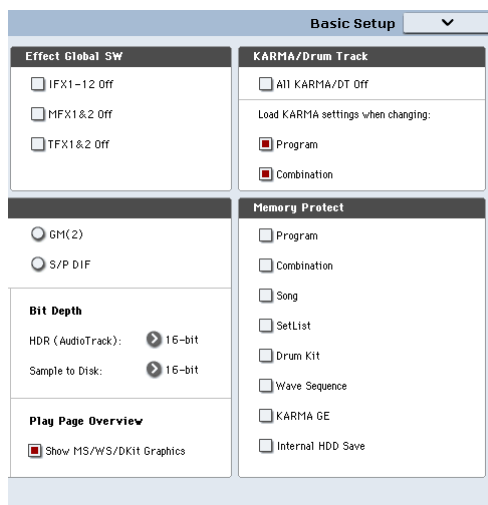 Basic Setup
Effect Global SW
IFX1-12 Off
MFX1&2 Off
TFX1&2 Off
KARMA/Drum Track
All KARMA/DT Off
Load KARMA settings when changing:
Program
Combination
GM(2)
S/P DIF
Bit Depth
HDR (AudioTrack): 16-bit
Sample to Disk: 16-bit
Play Page Overview
Show MS/WS/DKit Graphics
Memory Protect
Program
Combination
Song
SetList
Drum Kit
Wave Sequence
KARMA GE
Internal HDD Save